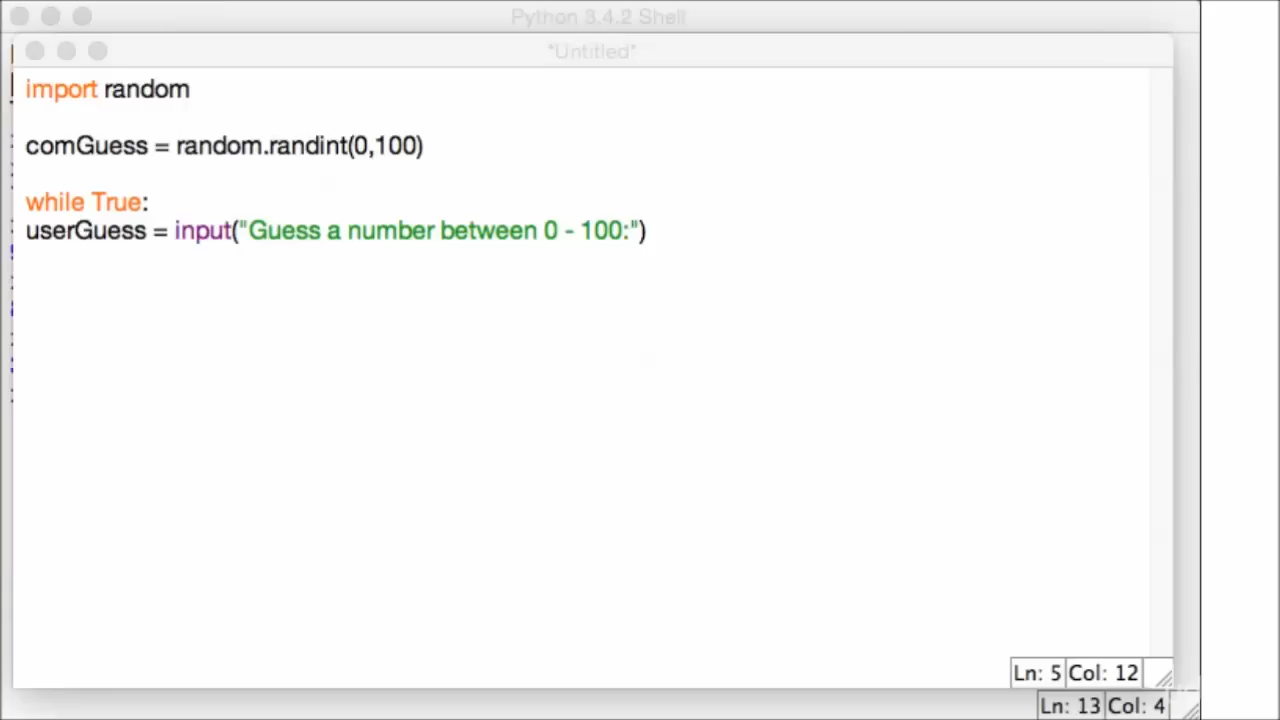 Python 3.4.2 Shell
*Untitled*
import random
comGuess = random.randint(0,100)
while True:
userGuess = input("Guess a number between 0 - 100:")
Ln: 5 Col: 12
Ln: 13 Col: 4